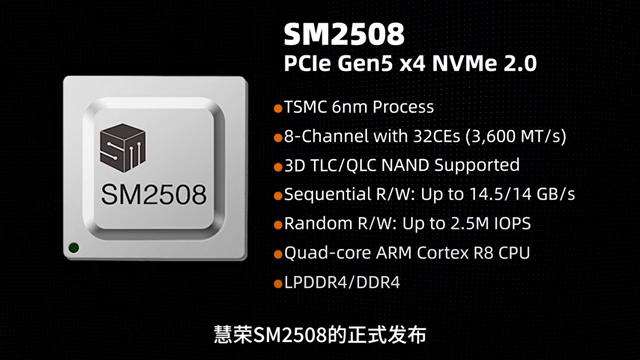 SM2508
PCIe Gen5 x4 NVMe 2.0
TSMC 6nm Process
8-Channel with 32CEs (3,600 MT/s)
3D TLC/QLC NAND Supported
Sequential R/W: Up to 14.5/14 GB/s
Random R/W: Up to 2.5M IOPS
Quad-core ARM Cortex R8 CPU
LPDDR4/DDR4
SM
SM2508
慧荣SM2508的正式发布